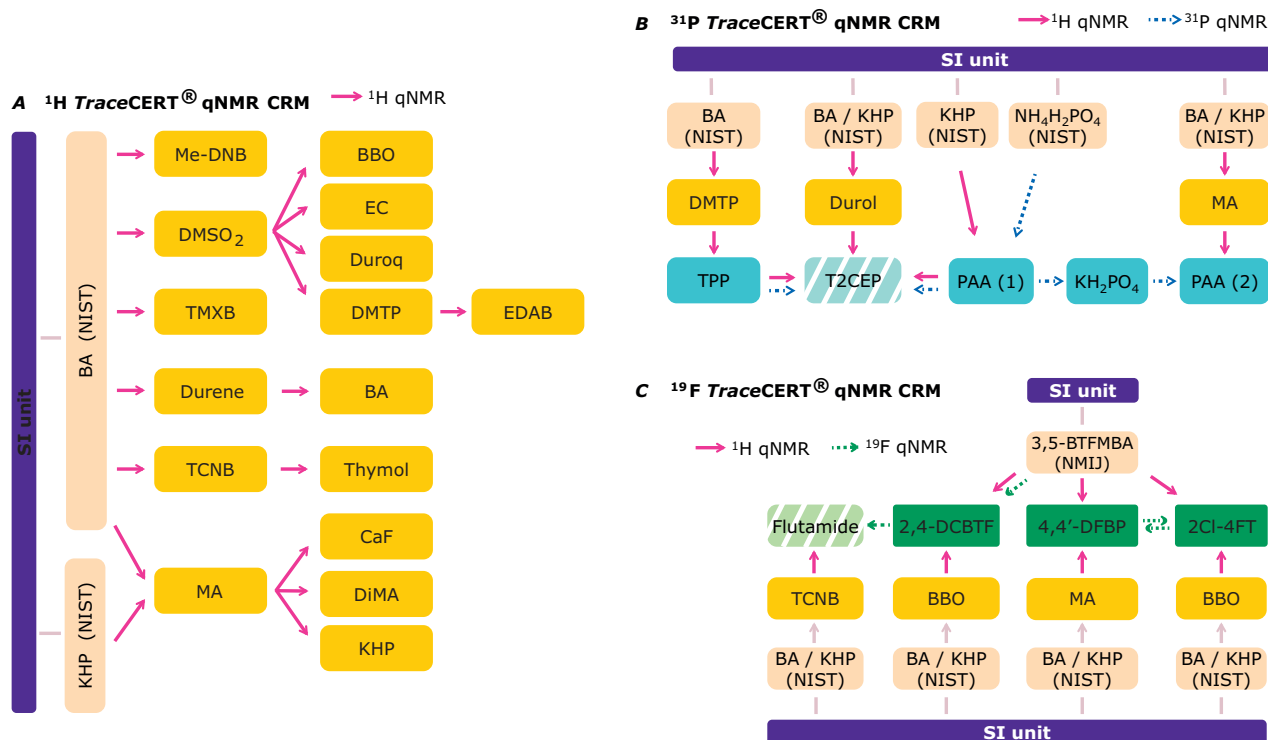 A ¹H TraceCERT® qNMR CRM
¹H qNMR
SI unit
BA (NIST)
KHP (NIST)
Me-DNB
DMSO₂
TMXB
Durene
TCNB
MA
BBO
EC
Duroq
DMTP
EDAB
BA
Thymol
CaF
DiMA
KHP
B ³¹P TraceCERT® qNMR CRM
¹H qNMR
³¹P qNMR
SI unit
BA
(NIST)
BA / KHP
(NIST)
KHP
(NIST)
NH₄H₂PO₄
(NIST)
BA / KHP
(NIST)
DMTP
Durol
MA
TPP
T2CEP
PAA (1)
KH₂PO₄
PAA (2)
C ¹⁹F TraceCERT® qNMR CRM
SI unit
¹H qNMR
¹⁹F qNMR
3,5-BTFMBA
(NMIJ)
Flutamide
2,4-DCBTF
4,4′-DFBP
2Cl-4FT
TCNB
BBO
MA
BBO
BA / KHP
(NIST)
BA / KHP
(NIST)
BA / KHP
(NIST)
BA / KHP
(NIST)
SI unit